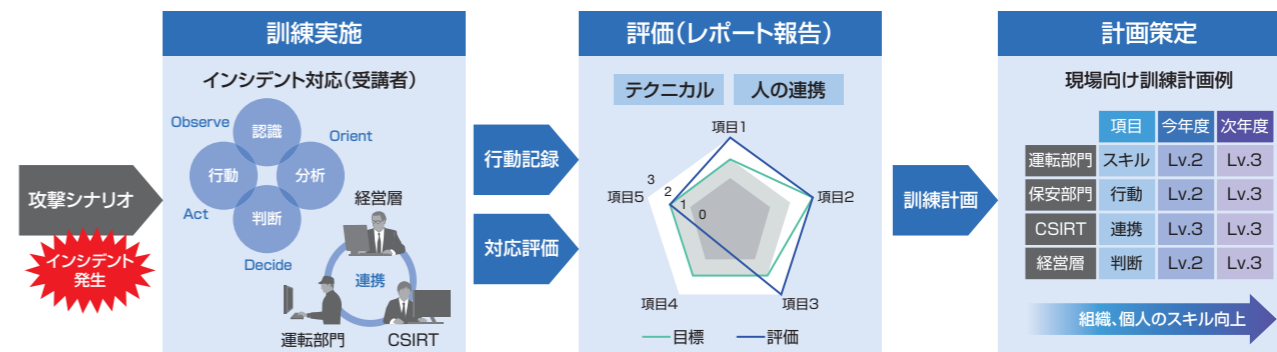 攻撃シナリオ
インシデント
発生
訓練実施
インシデント対応(受講者)
Observe
認識
Orient
行動
分析
Act
判断
Decide
経営層
連携
運転部門
CSIRT
行動記録
対応評価
評価(レポート報告)
テクニカル
人の連携
項目1
項目2
項目3
項目4
項目5
3
2
1
0
目標
評価
訓練計画
計画策定
現場向け訓練計画例
項目 今年度 次年度
運転部門 スキル Lv.2 Lv.3
保安部門 行動 Lv.2 Lv.3
CSIRT 連携 Lv.3 Lv.3
経営層 判断 Lv.2 Lv.3
組織、個人のスキル向上